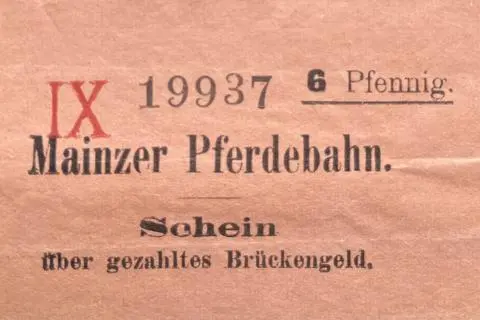 IX 19937 6 Pfennig.
Mainzer Pferdebahn.
Schein
über gezahltes Brückengeld.